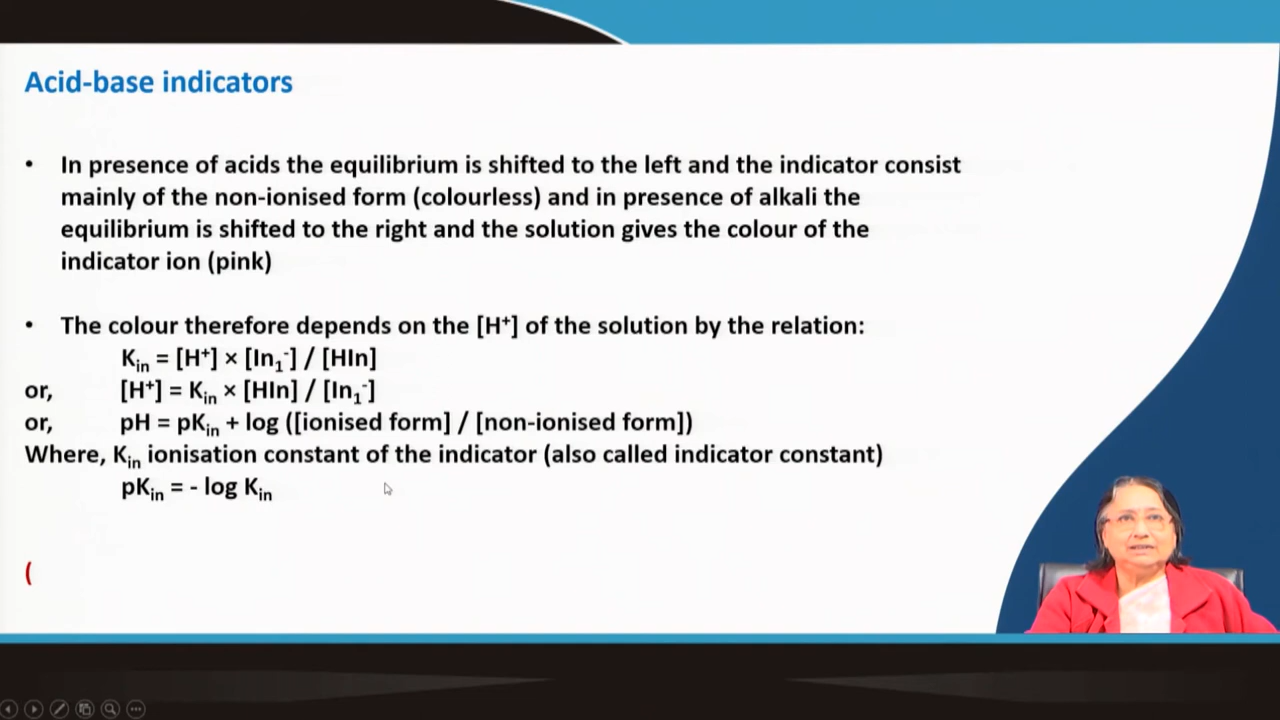 Acid-base indicators
• In presence of acids the equilibrium is shifted to the left and the indicator consist
mainly of the non-ionised form (colourless) and in presence of alkali the
equilibrium is shifted to the right and the solution gives the colour of the
indicator ion (pink)
• The colour therefore depends on the [H⁺] of the solution by the relation:
Kᵢₙ = [H⁺] × [In₁⁻] / [HIn]
or, [H⁺] = Kᵢₙ × [HIn] / [In₁⁻]
or, pH = pKᵢₙ + log ([ionised form] / [non-ionised form])
Where, Kᵢₙ ionisation constant of the indicator (also called indicator constant)
pKᵢₙ = - log Kᵢₙ
(